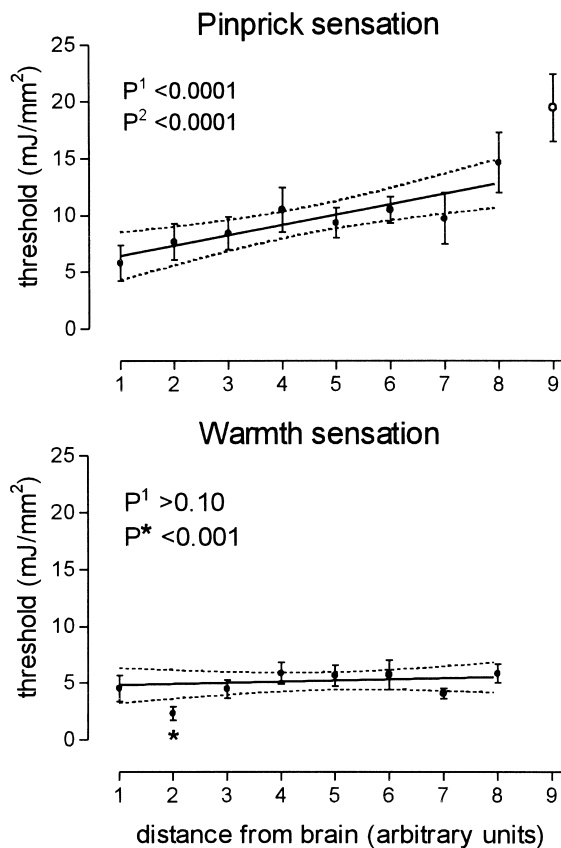 Pinprick sensation
P¹ <0.0001
P² <0.0001
threshold (mJ/mm²)
25
20
15
10
5
0
1 2 3 4 5 6 7 8 9
Warmth sensation
P¹ >0.10
P* <0.001
threshold (mJ/mm²)
25
20
15
10
5
0
*
1 2 3 4 5 6 7 8 9
distance from brain (arbitrary units)